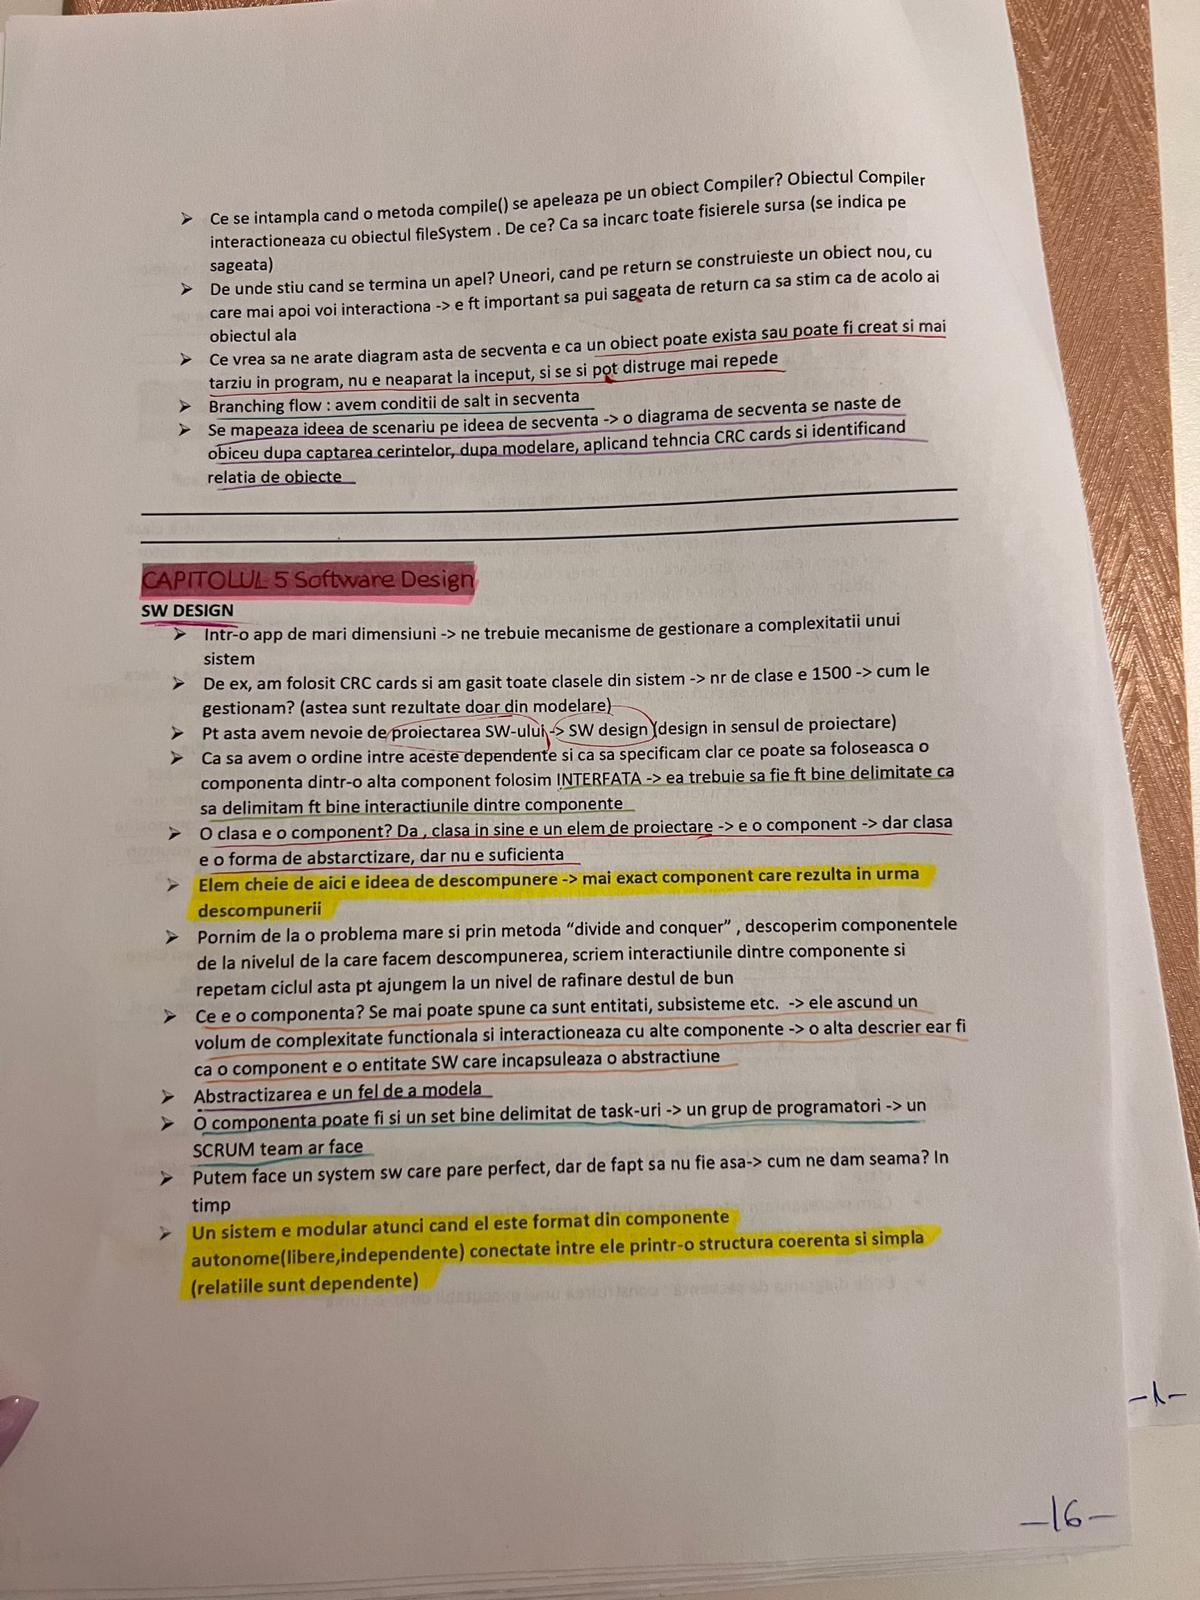 ➢ Ce se intampla cand o metoda compile() se apeleaza pe un obiect Compiler? Obiectul Compiler
interactioneaza cu obiectul fileSystem . De ce? Ca sa incarc toate fisierele sursa (se indica pe
sageata)
➢ De unde stiu cand se termina un apel? Uneori, cand pe return se construieste un obiect nou, cu
care mai apoi voi interactiona -> e ft important sa pui sageata de return ca sa stim ca de acolo ai
obiectul ala
➢ Ce vrea sa ne arate diagram asta de secventa e ca un obiect poate exista sau poate fi creat si mai
tarziu in program, nu e neaparat la inceput, si se si pot distruge mai repede
➢ Branching flow : avem conditii de salt in secventa
➢ Se mapeaza ideea de scenariu pe ideea de secventa -> o diagrama de secventa se naste de
obiceu dupa captarea cerintelor, dupa modelare, aplicand tehncia CRC cards si identificand
relatia de obiecte
CAPITOLUL 5 Software Design
SW DESIGN
➢ Intr-o app de mari dimensiuni -> ne trebuie mecanisme de gestionare a complexitatii unui
sistem
➢ De ex, am folosit CRC cards si am gasit toate clasele din sistem -> nr de clase e 1500 -> cum le
gestionam? (astea sunt rezultate doar din modelare)
➢ Pt asta avem nevoie de proiectarea SW-ului -> SW design (design in sensul de proiectare)
➢ Ca sa avem o ordine intre aceste dependente si ca sa specificam clar ce poate sa foloseasca o
componenta dintr-o alta component folosim INTERFATA -> ea trebuie sa fie ft bine delimitate ca
sa delimitam ft bine interactiunile dintre componente
➢ O clasa e o component? Da , clasa in sine e un elem de proiectare -> e o component -> dar clasa
e o forma de abstarctizare, dar nu e suficienta
➢ Elem cheie de aici e ideea de descompunere -> mai exact component care rezulta in urma
descompunerii
➢ Pornim de la o problema mare si prin metoda “divide and conquer” , descoperim componentele
de la nivelul de la care facem descompunerea, scriem interactiunile dintre componente si
repetam ciclul asta pt ajungem la un nivel de rafinare destul de bun
➢ Ce e o componenta? Se mai poate spune ca sunt entitati, subsisteme etc. -> ele ascund un
volum de complexitate functionala si interactioneaza cu alte componente -> o alta descrier ear fi
ca o component e o entitate SW care incapsuleaza o abstractiune
➢ Abstractizarea e un fel de a modela
➢ O componenta poate fi si un set bine delimitat de task-uri -> un grup de programatori -> un
SCRUM team ar face
➢ Putem face un system sw care pare perfect, dar de fapt sa nu fie asa-> cum ne dam seama? In
timp
➢ Un sistem e modular atunci cand el este format din componente
autonome(libere,independente) conectate intre ele printr-o structura coerenta si simpla
(relatiile sunt dependente)
-1-
-16-